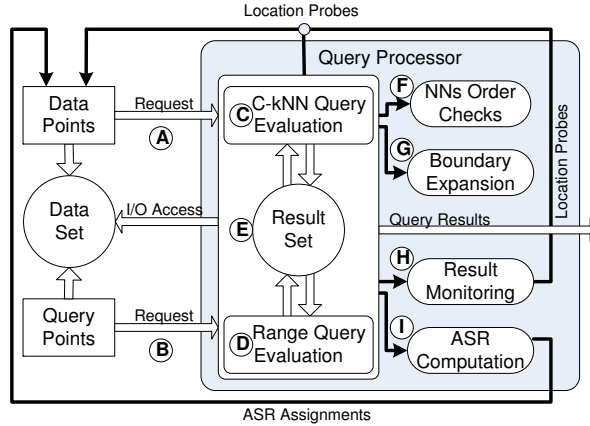 Location Probes
Query Processor
Data
Points
Request
A
C
C-kNN Query
Evaluation
F
NNs Order
Checks
G
Boundary
Expansion
Location Probes
Data
Set
I/O Access
E
Result
Set
Query Results
H
Result
Monitoring
Query
Points
Request
B
D
Range Query
Evaluation
I
ASR
Computation
ASR Assignments